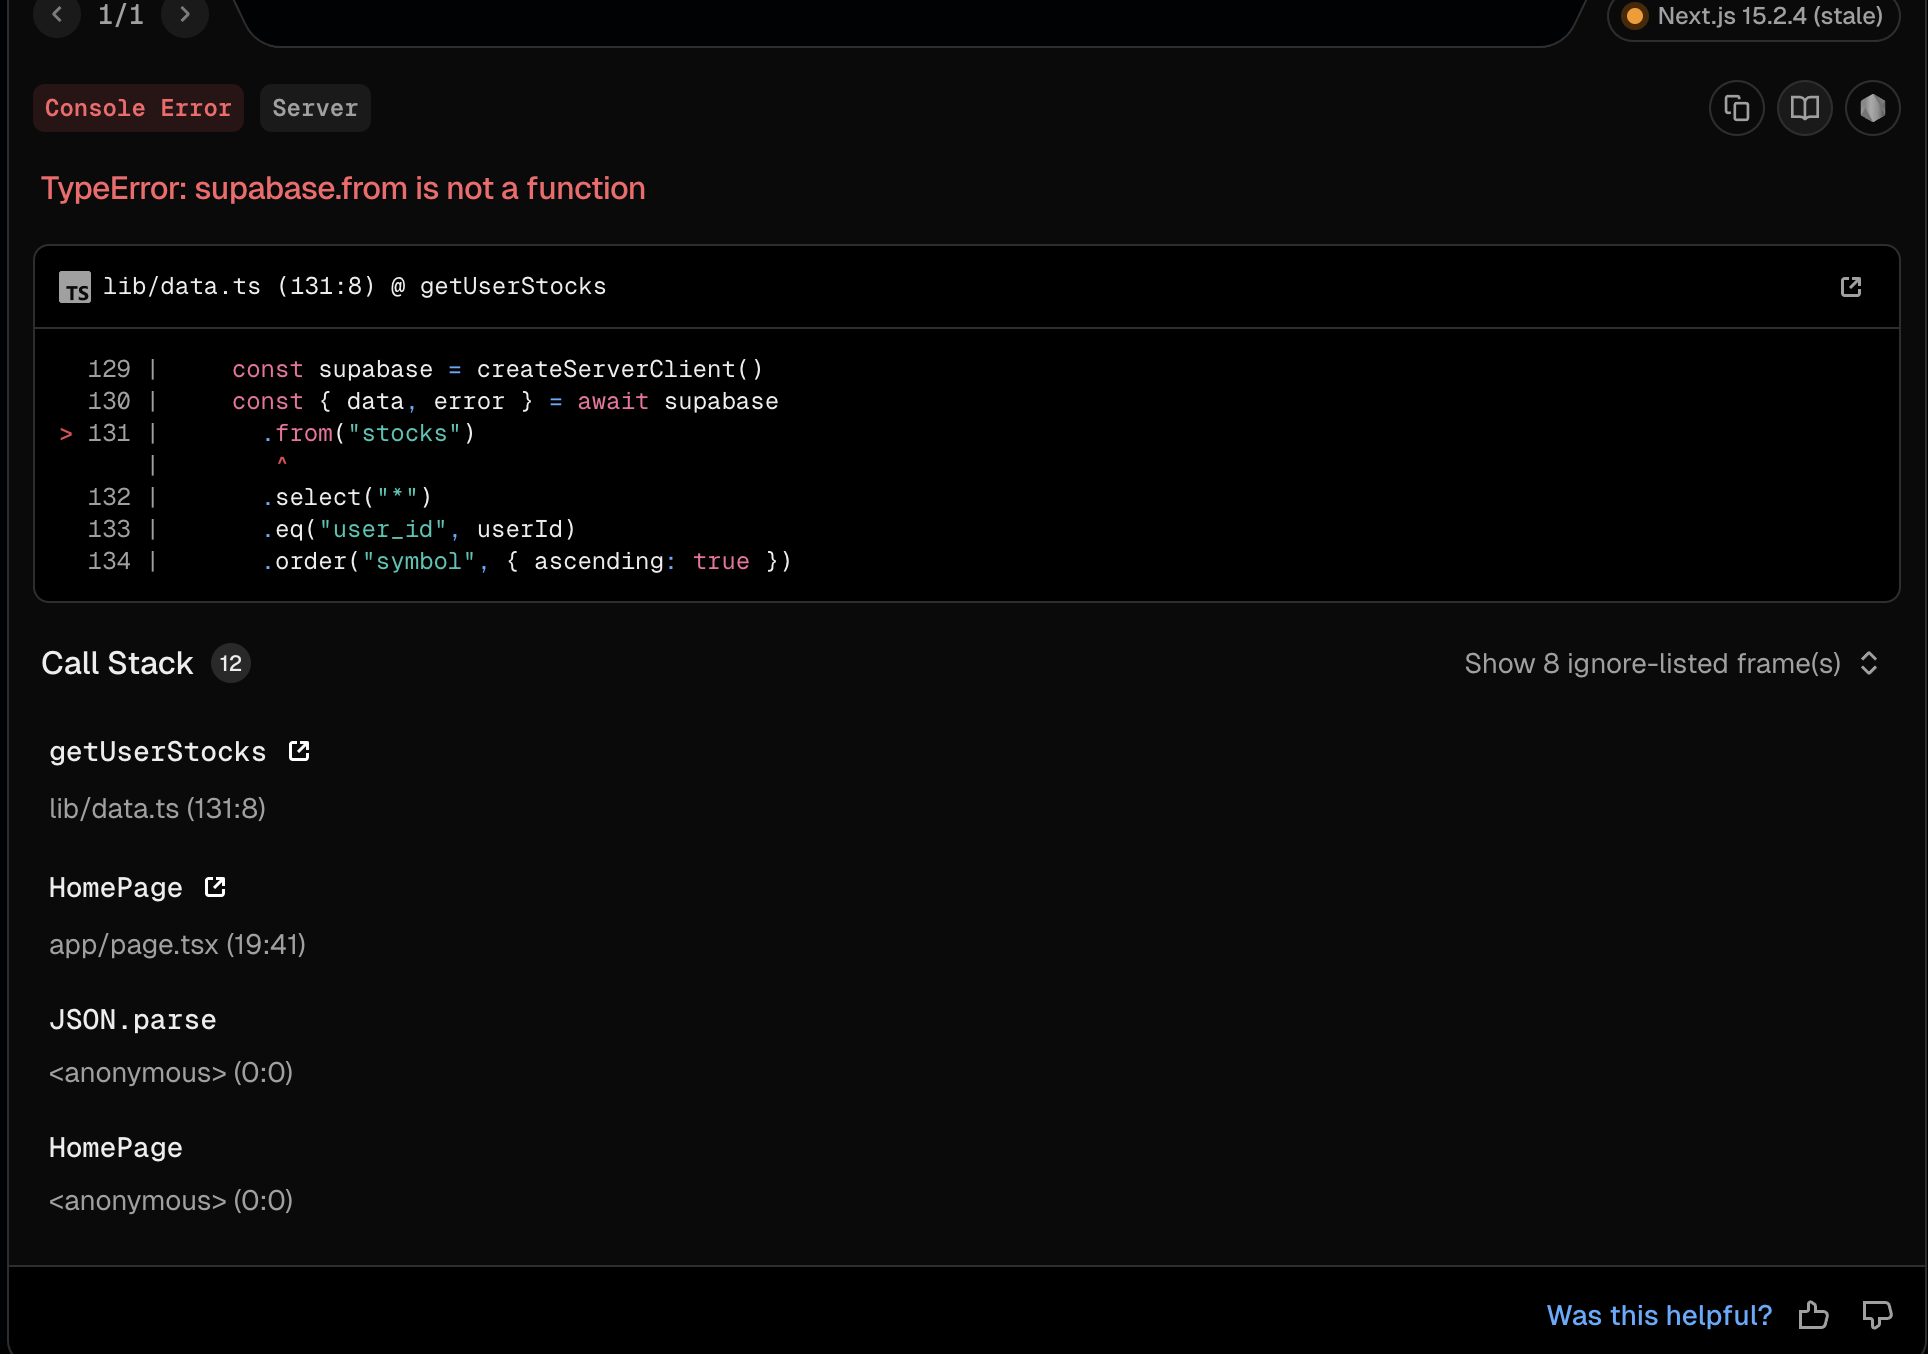 1/1
Next.js 15.2.4 (stale)
Console Error
Server
TypeError: supabase.from is not a function
TS lib/data.ts (131:8) @ getUserStocks
129 | const supabase = createServerClient()
130 | const { data, error } = await supabase
> 131 | .from("stocks")
| ^
132 | .select("*")
133 | .eq("user_id", userId)
134 | .order("symbol", { ascending: true })
Call Stack 12
Show 8 ignore-listed frame(s)
getUserStocks
lib/data.ts (131:8)
HomePage
app/page.tsx (19:41)
JSON.parse
<anonymous> (0:0)
HomePage
<anonymous> (0:0)
Was this helpful?